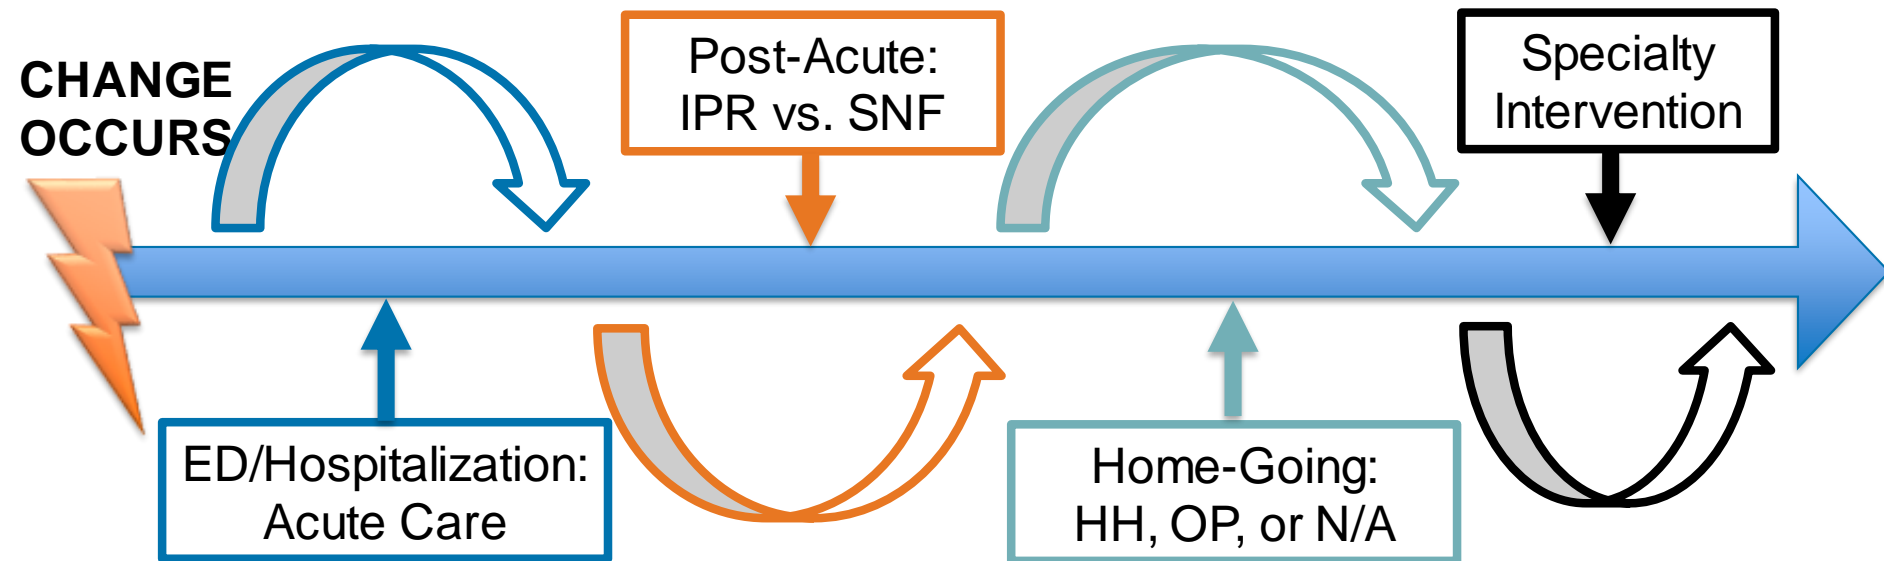 CHANGE
OCCURS
Post-Acute:
IPR vs. SNF
Specialty
Intervention
ED/Hospitalization:
Acute Care
Home-Going:
HH, OP, or N/A